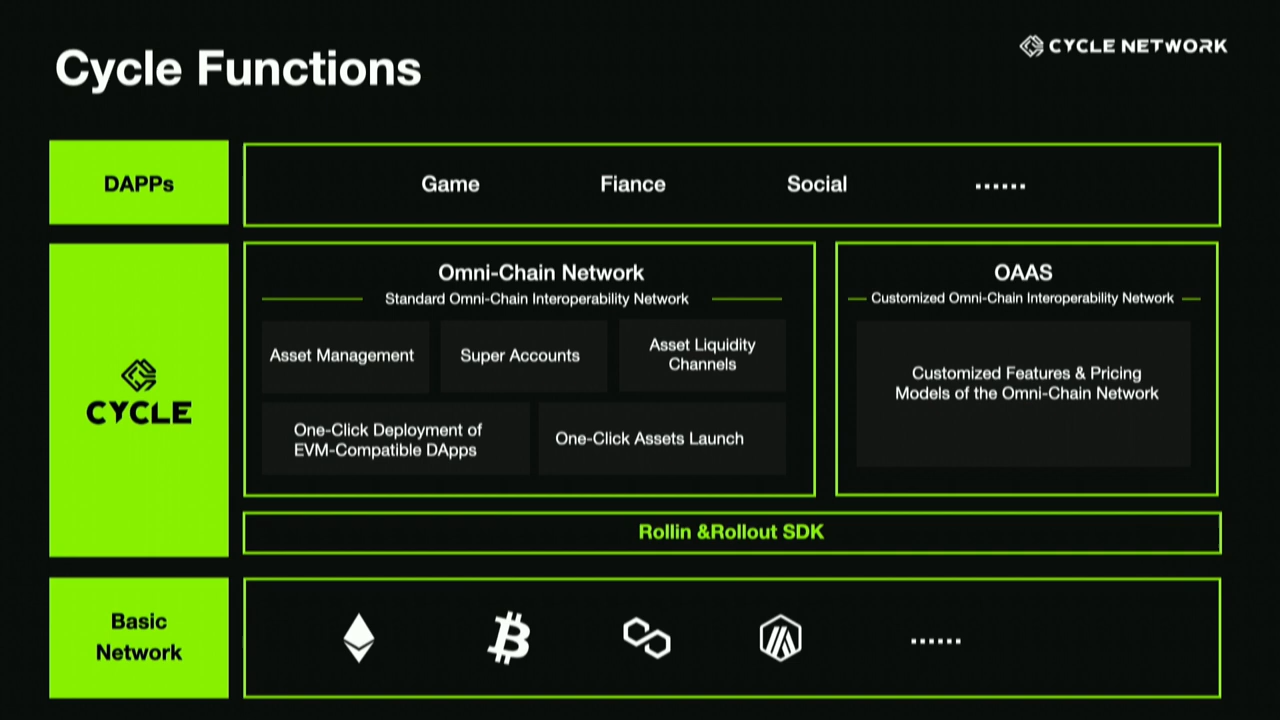 Cycle Functions
CYCLE NETWORK
DAPPs
Game
Fiance
Social
......
CYCLE
Omni-Chain Network
Standard Omni-Chain Interoperability Network
Asset Management
Super Accounts
Asset Liquidity
Channels
One-Click Deployment of
EVM-Compatible DApps
One-Click Assets Launch
OAAS
Customized Omni-Chain Interoperability Network
Customized Features & Pricing
Models of the Omni-Chain Network
Rollin &Rollout SDK
Basic
Network
......